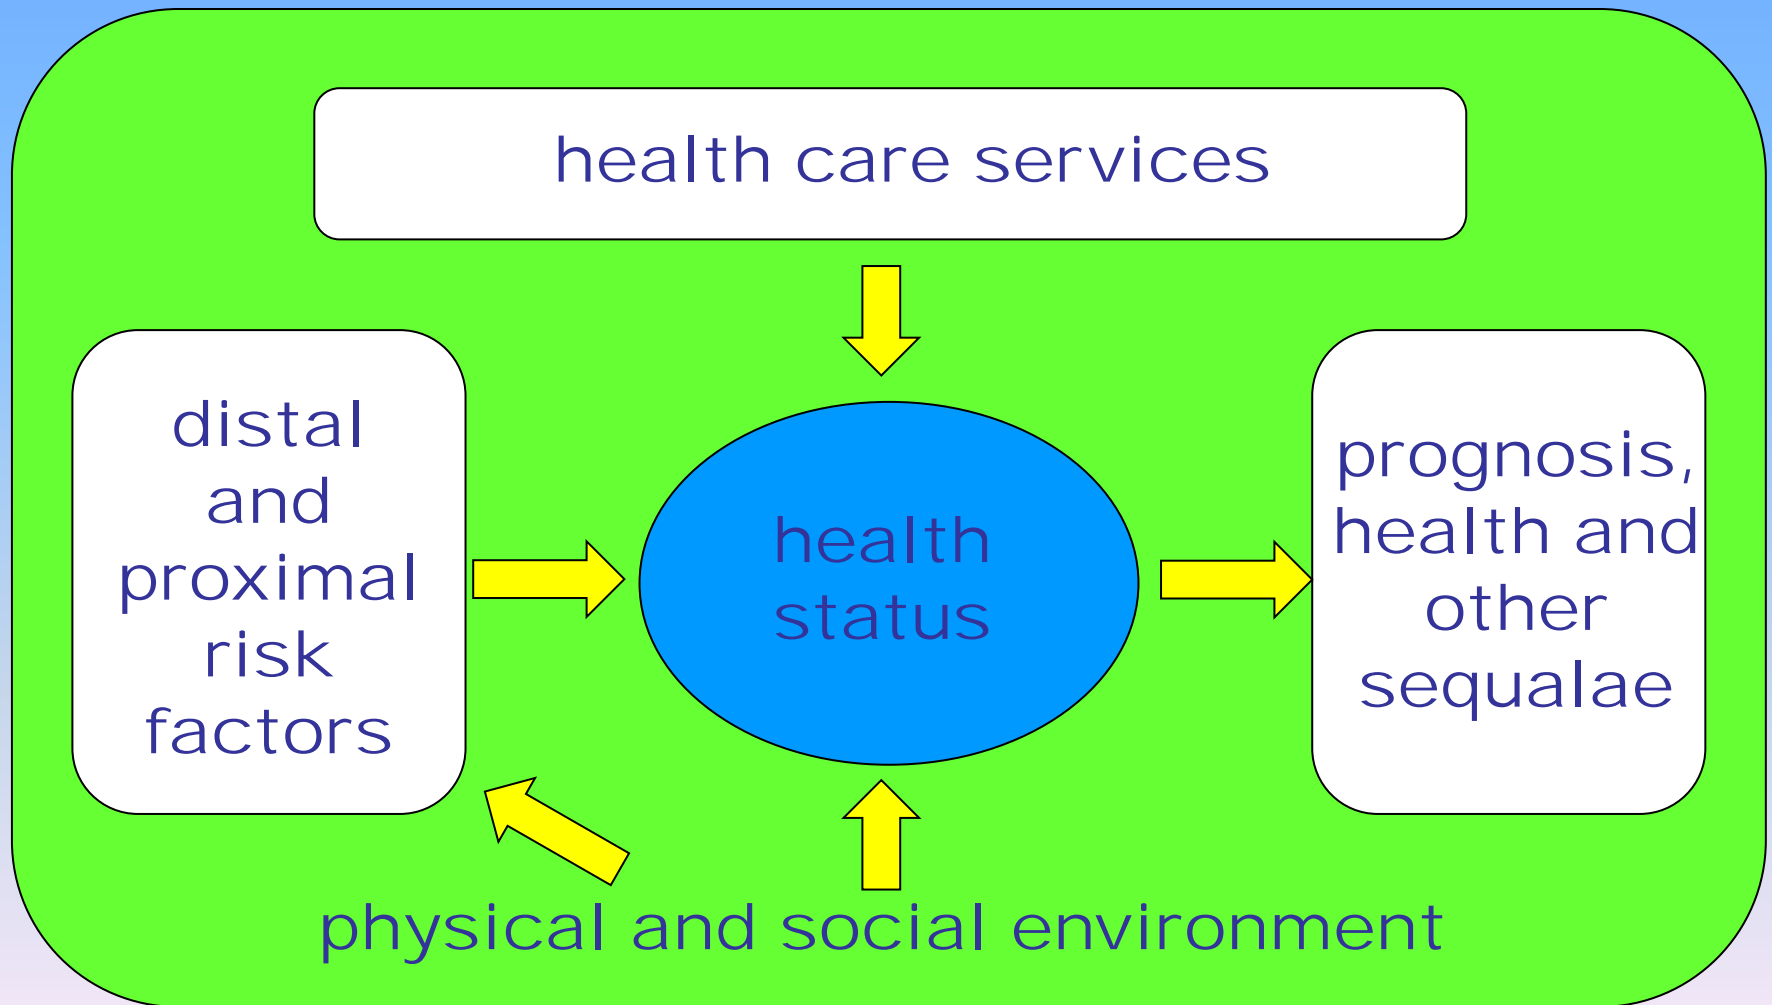 health care services
distal
and
proximal
risk
factors
health
status
prognosis,
health and
other
sequalae
physical and social environment